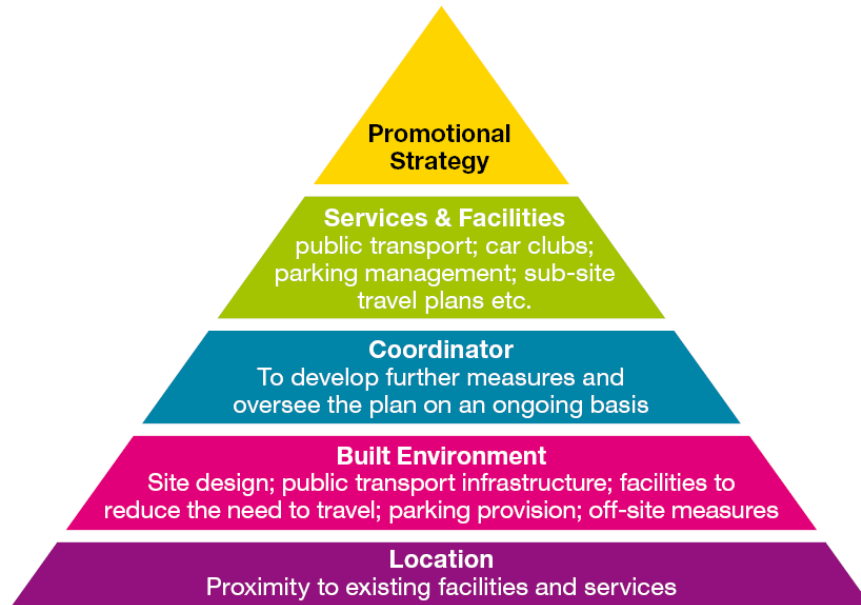 Promotional
Strategy
Services & Facilities
public transport; car clubs;
parking management; sub-site
travel plans etc.
Coordinator
To develop further measures and
oversee the plan on an ongoing basis
Built Environment
Site design; public transport infrastructure; facilities to
reduce the need to travel; parking provision; off-site measures
Location
Proximity to existing facilities and services